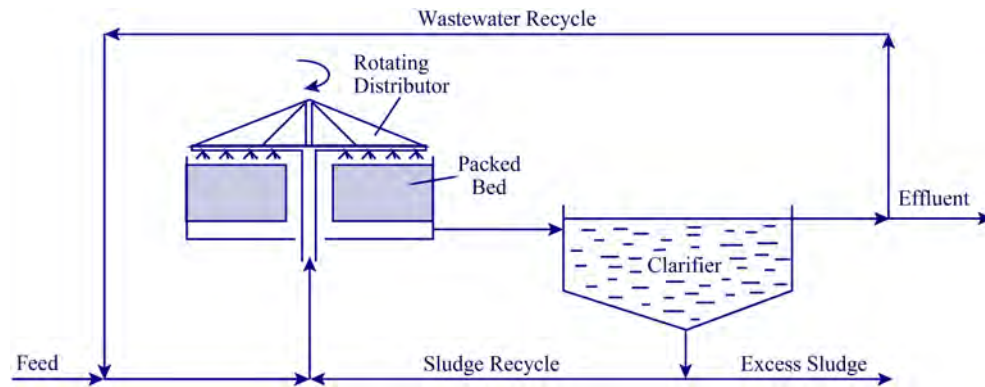 Wastewater Recycle
Rotating
Distributor
Packed
Bed
Effluent
Clarifier
Feed
Sludge Recycle
Excess Sludge